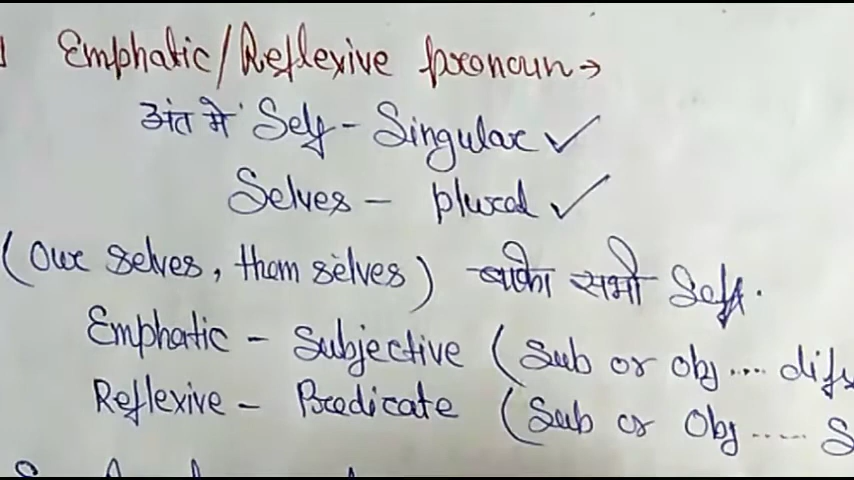 Emphatic/Reflexive pronoun→
अंत मे Self - Singular ✓
Selves - plural ✓
(Our selves, them selves) बाकी सभी Self.
Emphatic - Subjective (Sub or obj .... diff
Reflexive - Predicate (Sub or Obj ..... S